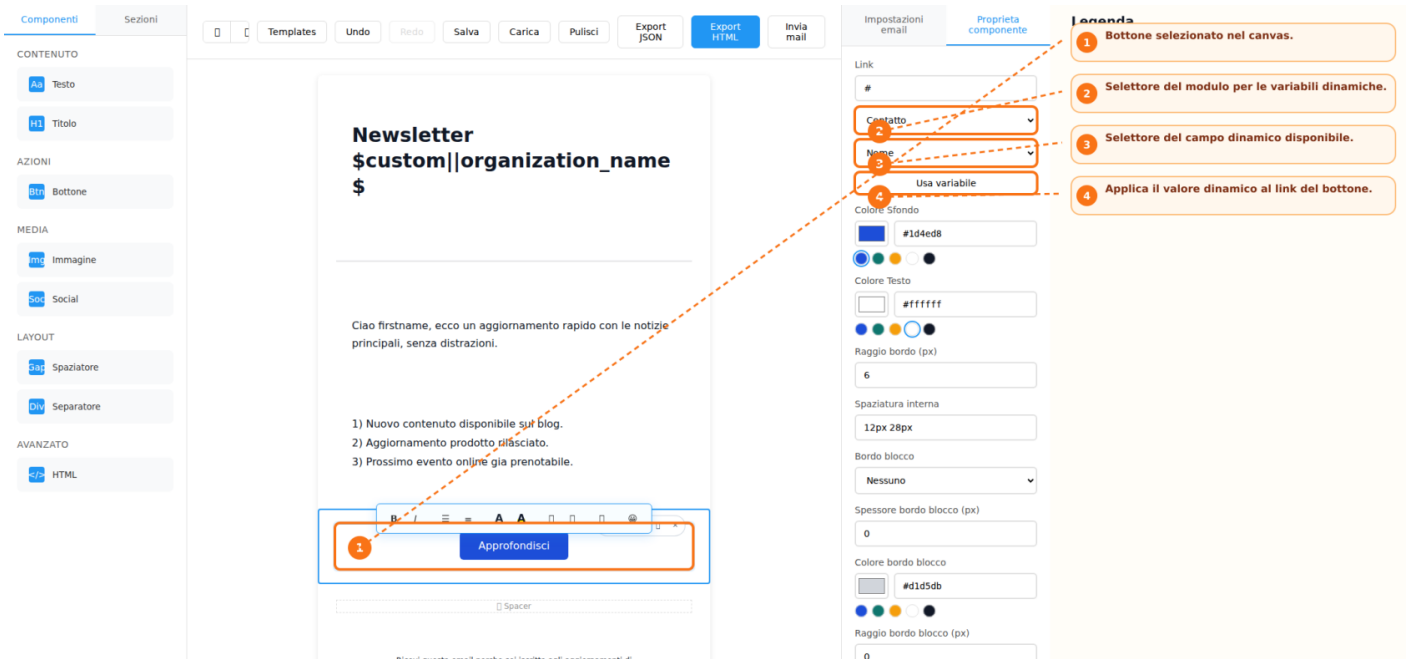 Componenti
Sezioni
CONTENUTO
Aa Testo
H1 Titolo
AZIONI
Btn Bottone
MEDIA
Img Immagine
Soc Social
LAYOUT
Gap Spaziatore
Div Separatore
AVANZATO
</> HTML
Templates
Undo
Redo
Salva
Carica
Pulisci
Export
JSON
Export
HTML
Invia
mail
Newsletter
$custom||organization_name
$
Ciao firstname, ecco un aggiornamento rapido con le notizie
principali, senza distrazioni.
1) Nuovo contenuto disponibile sul blog.
2) Aggiornamento prodotto rilasciato.
3) Prossimo evento online gia prenotabile.
B I A A
1
Approfondisci
Spacer
Impostazioni
email
Proprieta
componente
Link
#
Contatto
2
Nome
3
Usa variabile
4
Colore Sfondo
#1d4ed8
Colore Testo
#ffffff
Raggio bordo (px)
6
Spaziatura interna
12px 28px
Bordo blocco
Nessuno
Spessore bordo blocco (px)
0
Colore bordo blocco
#d1d5db
Raggio bordo blocco (px)
0
Legenda
1 Bottone selezionato nel canvas.
2 Selettore del modulo per le variabili dinamiche.
3 Selettore del campo dinamico disponibile.
4 Applica il valore dinamico al link del bottone.